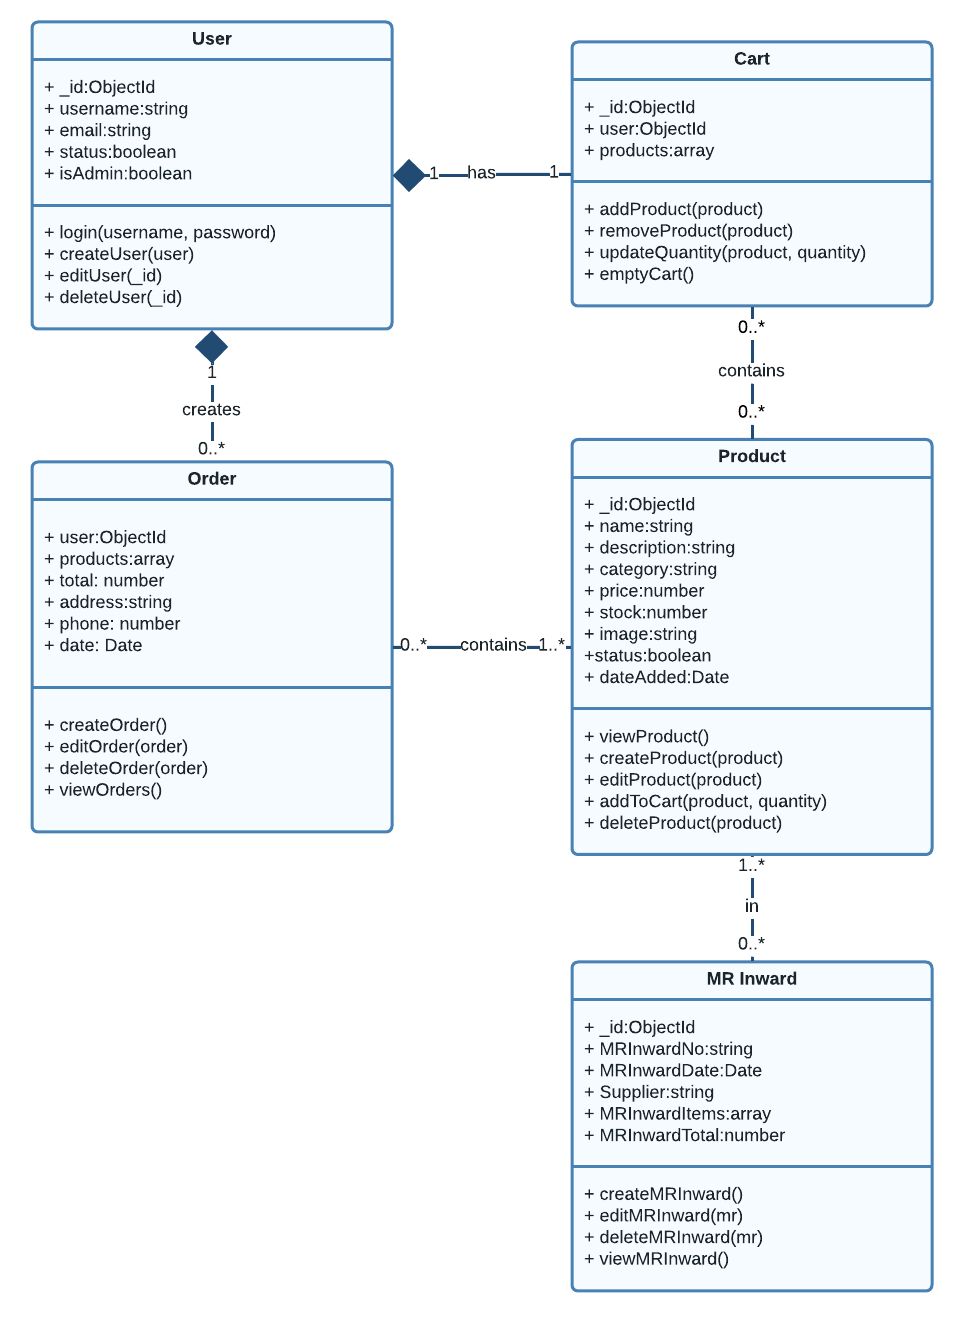 User
+ _id:ObjectId
+ username:string
+ email:string
+ status:boolean
+ isAdmin:boolean
+ login(username, password)
+ createUser(user)
+ editUser(_id)
+ deleteUser(_id)
1 has 1
Cart
+ _id:ObjectId
+ user:ObjectId
+ products:array
+ addProduct(product)
+ removeProduct(product)
+ updateQuantity(product, quantity)
+ emptyCart()
1
creates
0..*
0..*
contains
0..*
Order
+ user:ObjectId
+ products:array
+ total: number
+ address:string
+ phone: number
+ date: Date
+ createOrder()
+ editOrder(order)
+ deleteOrder(order)
+ viewOrders()
0..* contains 1..*
Product
+ _id:ObjectId
+ name:string
+ description:string
+ category:string
+ price:number
+ stock:number
+ image:string
+status:boolean
+ dateAdded:Date
+ viewProduct()
+ createProduct(product)
+ editProduct(product)
+ addToCart(product, quantity)
+ deleteProduct(product)
1..*
in
0..*
MR Inward
+ _id:ObjectId
+ MRInwardNo:string
+ MRInwardDate:Date
+ Supplier:string
+ MRInwardItems:array
+ MRInwardTotal:number
+ createMRInward()
+ editMRInward(mr)
+ deleteMRInward(mr)
+ viewMRInward()